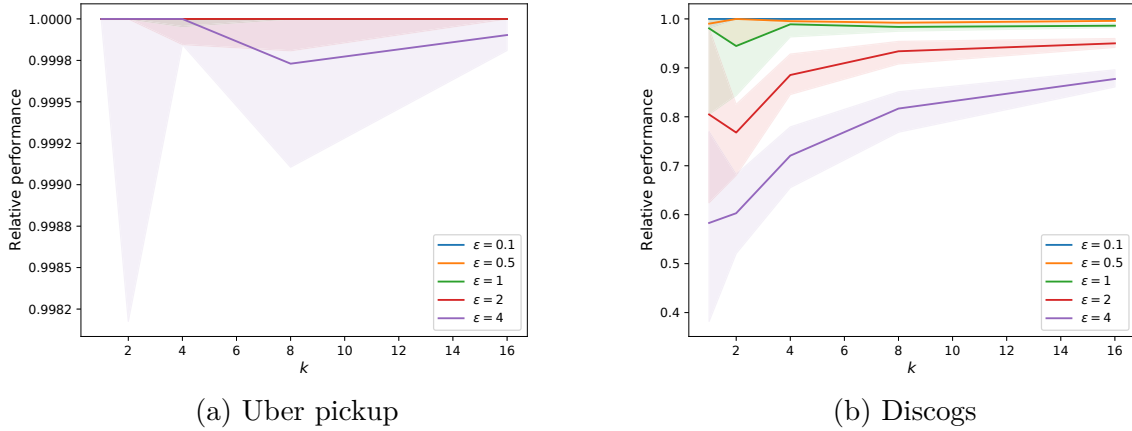 1.0000
0.9998
0.9995
0.9992
0.9990
0.9988
0.9985
0.9982
Relative performance
2 4 6 8 10 12 14 16
k
ε = 0.1
ε = 0.5
ε = 1
ε = 2
ε = 4
(a) Uber pickup
1.0
0.9
0.8
0.7
0.6
0.5
0.4
Relative performance
2 4 6 8 10 12 14 16
k
ε = 0.1
ε = 0.5
ε = 1
ε = 2
ε = 4
(b) Discogs